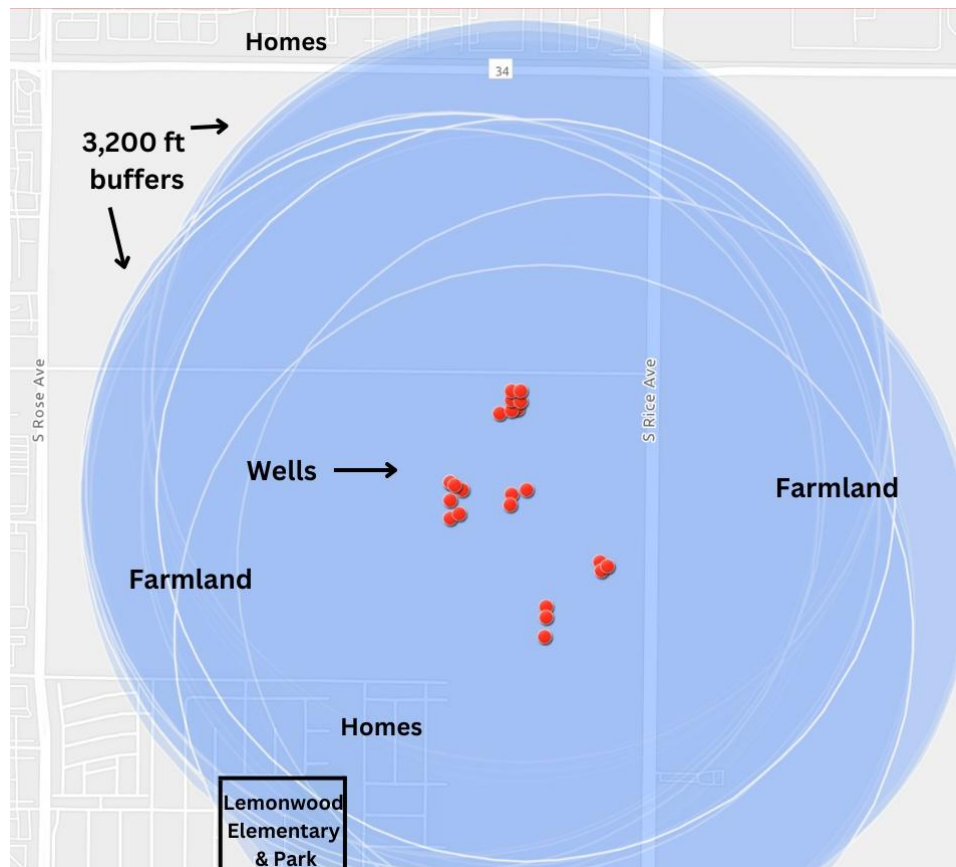 Homes
34
3,200 ft
buffers
S Rose Ave
S Rice Ave
Wells
Farmland
Farmland
Homes
Lemonwood
Elementary
& Park